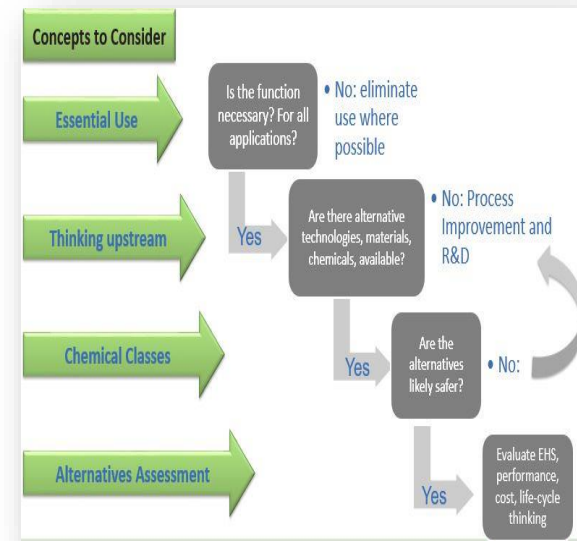 Concepts to Consider
Essential Use
Is the function
necessary? For all
applications?
• No: eliminate
use where
possible
Thinking upstream
Yes
Are there alternative
technologies, materials,
chemicals, available?
• No: Process
Improvement and
R&D
Chemical Classes
Yes
Are the
alternatives
likely safer?
• No:
Alternatives Assessment
Yes
Evaluate EHS,
performance,
cost, life-cycle
thinking